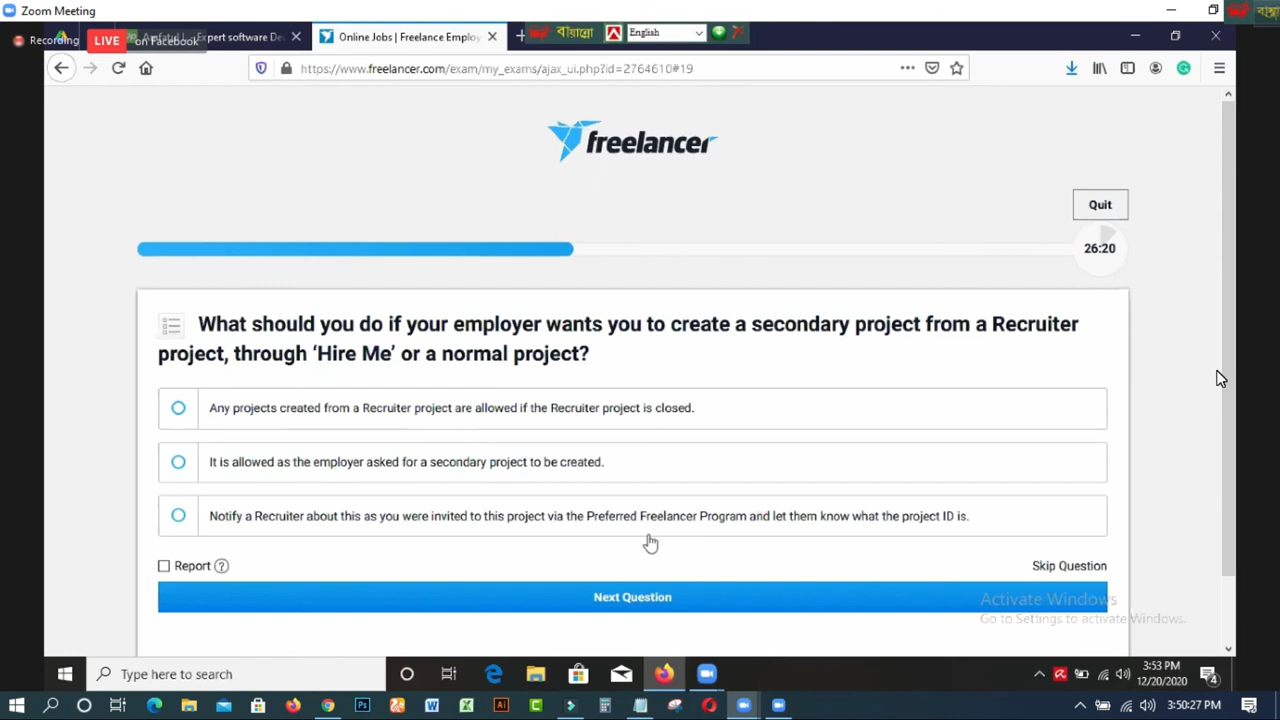 Zoom Meeting
Recording
LIVE on Facebook
Expert software De
Online Jobs | Freelance Employ
বায়ান্নো
English
https://www.freelancer.com/exam/my_exams/ajax_ui.php?id=2764610#19
freelancer
Quit
26:20
What should you do if your employer wants you to create a secondary project from a Recruiter
project, through ‘Hire Me’ or a normal project?
Any projects created from a Recruiter project are allowed if the Recruiter project is closed.
It is allowed as the employer asked for a secondary project to be created.
Notify a Recruiter about this as you were invited to this project via the Preferred Freelancer Program and let them know what the project ID is.
Report ?
Skip Question
Next Question
Activate Windows
Go to Settings to activate Windows.
Type here to search
3:53 PM
12/20/2020
4
3:50:27 PM